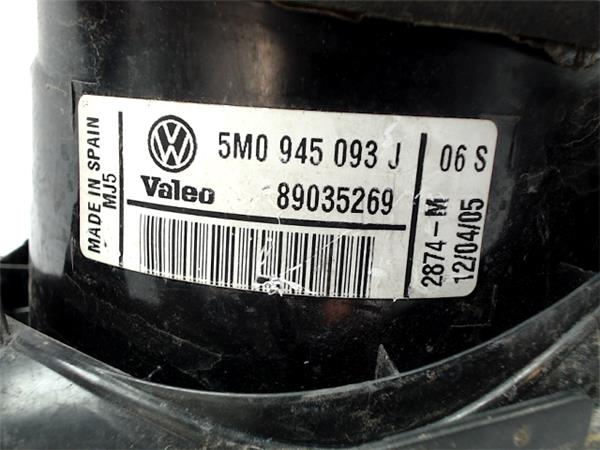 MADE IN SPAIN
MJ5
5M0 945 093 J
Valeo 89035269
06 S
2874-M
12/04/05